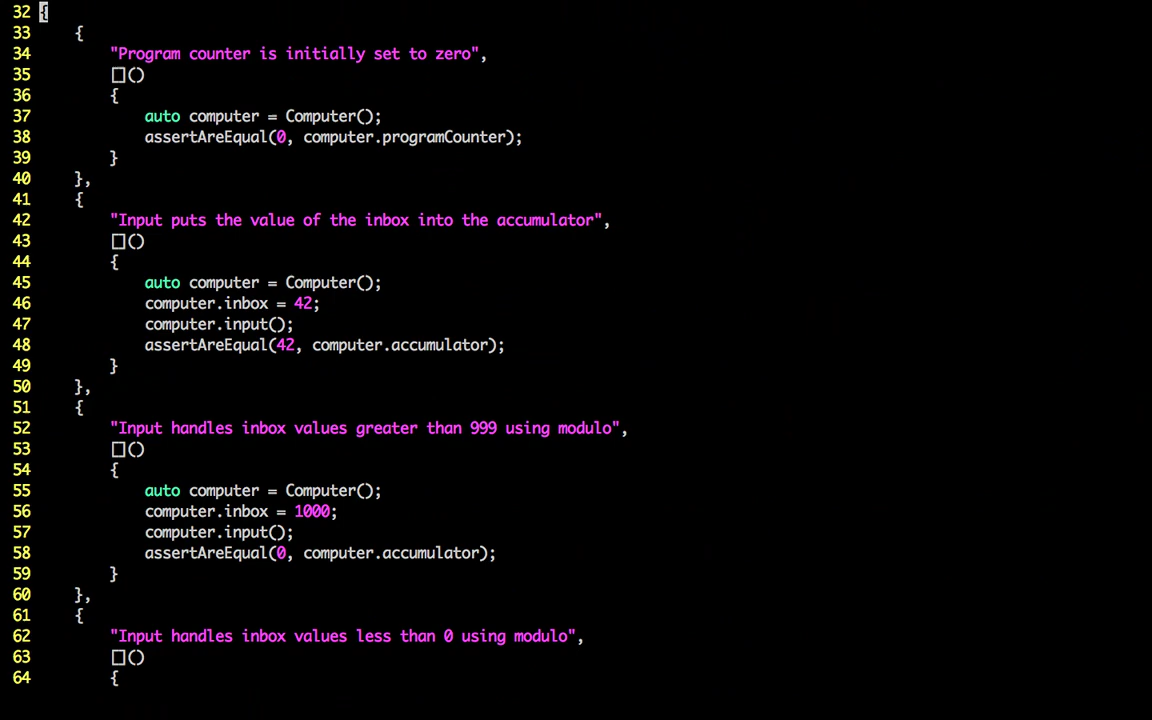 32 {
33     {
34         "Program counter is initially set to zero",
35         []()
36         {
37             auto computer = Computer();
38             assertAreEqual(0, computer.programCounter);
39         }
40     },
41     {
42         "Input puts the value of the inbox into the accumulator",
43         []()
44         {
45             auto computer = Computer();
46             computer.inbox = 42;
47             computer.input();
48             assertAreEqual(42, computer.accumulator);
49         }
50     },
51     {
52         "Input handles inbox values greater than 999 using modulo",
53         []()
54         {
55             auto computer = Computer();
56             computer.inbox = 1000;
57             computer.input();
58             assertAreEqual(0, computer.accumulator);
59         }
60     },
61     {
62         "Input handles inbox values less than 0 using modulo",
63         []()
64         {